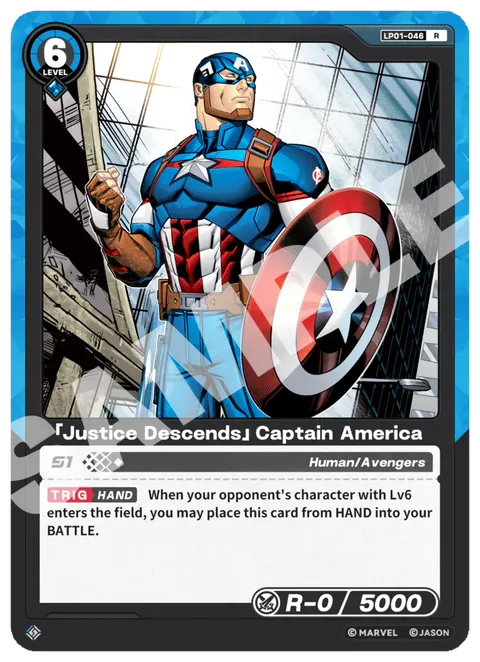 LP01-046 R
6
LEVEL
SAMPLE
「Justice Descends」 Captain America
S1
Human/Avengers
TRIG HAND When your opponent's character with Lv6
enters the field, you may place this card from HAND into your
BATTLE.
R-0 / 5000
©MARVEL ©JASON